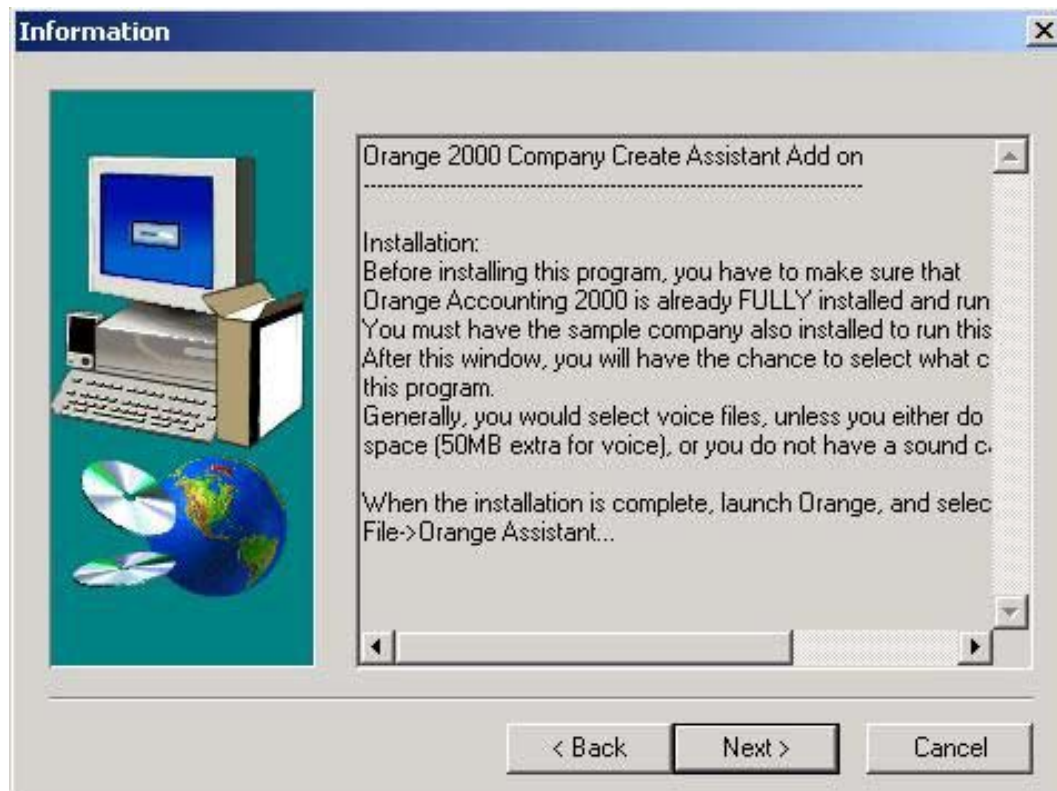 Information
Orange 2000 Company Create Assistant Add on
--------------------------------------------------------------------------
Installation:
Before installing this program, you have to make sure that
Orange Accounting 2000 is already FULLY installed and run
You must have the sample company also installed to run this
After this window, you will have the chance to select what c
this program.
Generally, you would select voice files, unless you either do
space (50MB extra for voice), or you do not have a sound c
When the installation is complete, launch Orange, and selec
File->Orange Assistant...
< Back
Next >
Cancel